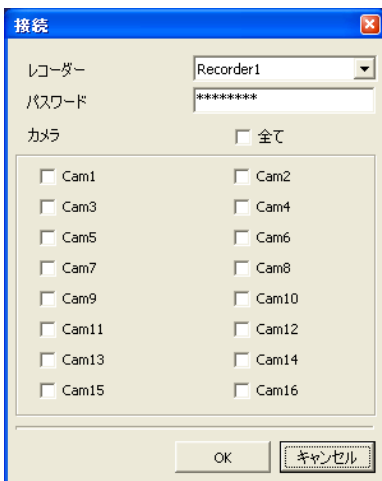 接続
レコーダー Recorder1
パスワード ********
カメラ 全て
Cam1 Cam2
Cam3 Cam4
Cam5 Cam6
Cam7 Cam8
Cam9 Cam10
Cam11 Cam12
Cam13 Cam14
Cam15 Cam16
OK キャンセル